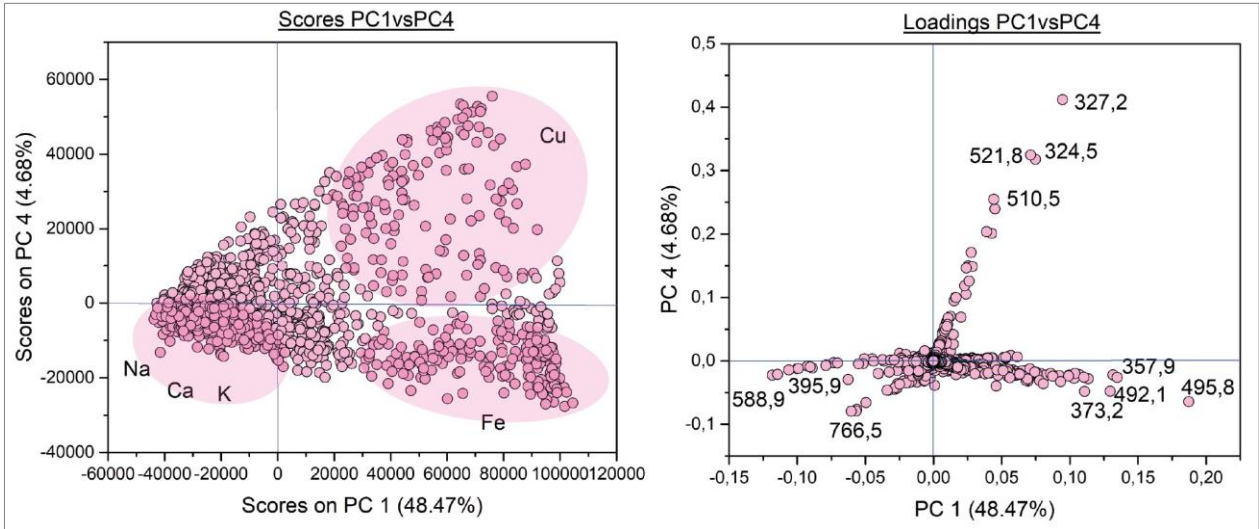 Scores PC1vsPC4
60000
40000
20000
0
-20000
-40000
-60000 -40000 -20000 0 20000 40000 60000 80000 100000 120000
Scores on PC 4 (4.68%)
Scores on PC 1 (48.47%)
Cu
Na
Ca
K
Fe
Loadings PC1vsPC4
0,5
0,4
0,3
0,2
0,1
0,0
-0,1
-0,15 -0,10 -0,05 0,00 0,05 0,10 0,15 0,20
PC 4 (4.68%)
PC 1 (48.47%)
327,2
521,8 324,5
510,5
357,9
588,9 395,9 492,1 495,8
373,2
766,5